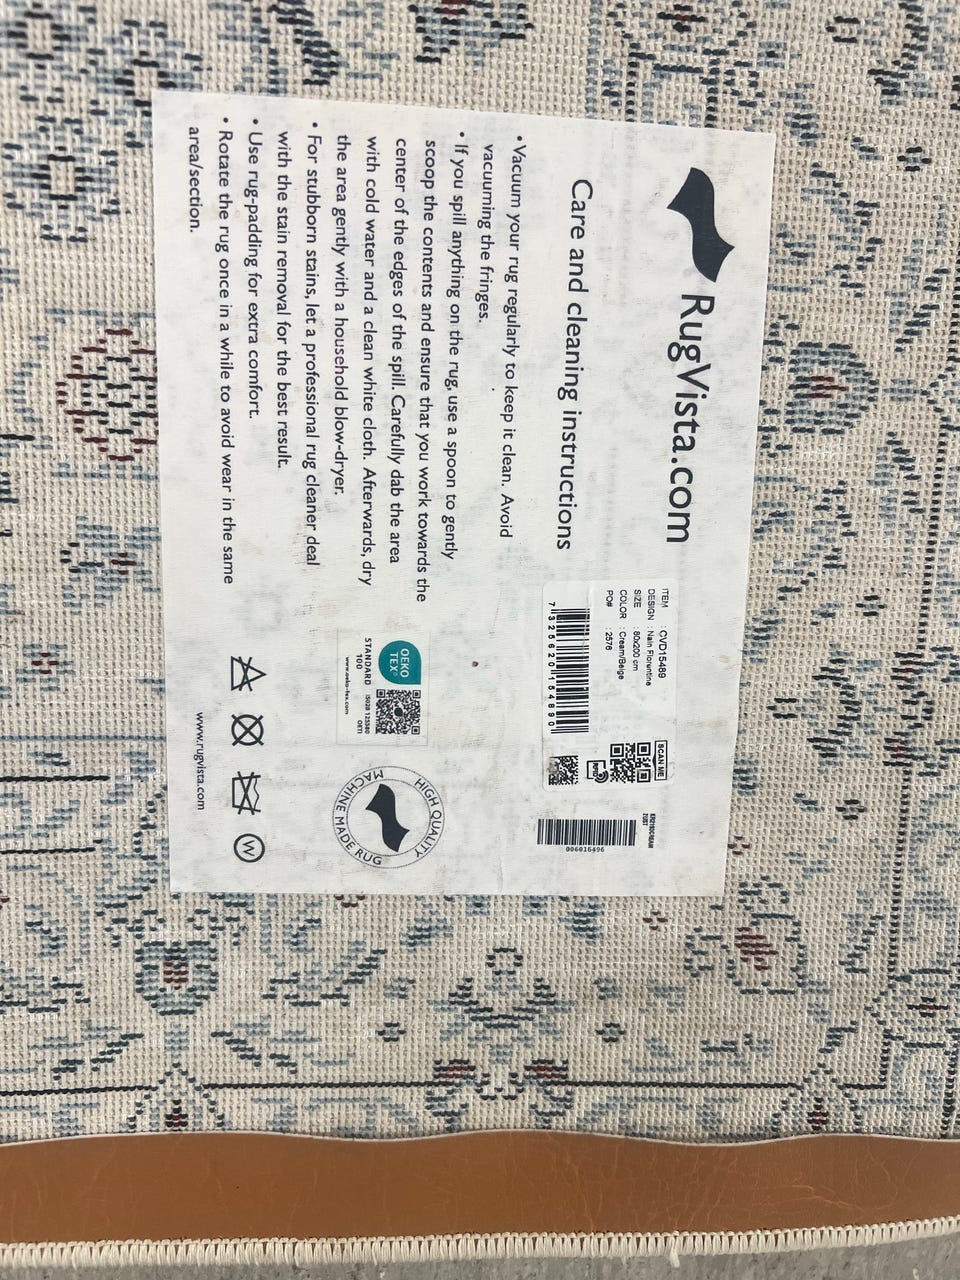 RugVista.com
Care and cleaning instructions
• Vacuum your rug regularly to keep it clean. Avoid
vacuuming the fringes.
• If you spill anything on the rug, use a spoon to gently
scoop the contents and ensure that you work towards the
center of the edges of the spill. Carefully dab the area
with cold water and a clean white cloth. Afterwards, dry
the area gently with a household blow-dryer.
• For stubborn stains, let a professional rug cleaner deal
with the stain removal for the best result.
• Use rug-padding for extra comfort.
• Rotate the rug once in a while to avoid wear in the same
area/section.
ITEM : CVD15489
DESIGN : Nain Florentine
SIZE : 80x200 cm
COLOR : Cream/Beige
PO# : 2576
7 325620 154890
SCAN ME
006016496
OEKO
TEX®
STANDARD
100
www.oeko-tex.com
OETI
HIGH QUALITY
MACHINE MADE RUG
W
www.rugvista.com